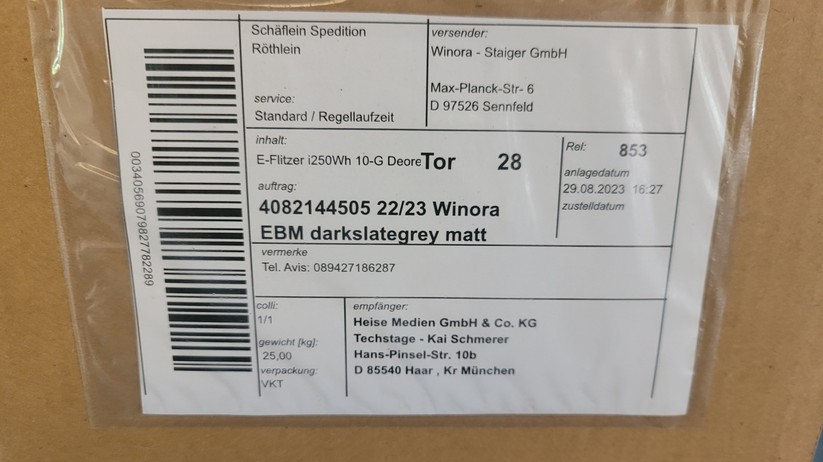 Schäflein Spedition
Röthlein
service:
Standard / Regellaufzeit
versender:
Winora - Staiger GmbH
Max-Planck-Str- 6
D 97526 Sennfeld
inhalt:
E-Flitzer i250Wh 10-G Deore
Tor 28
auftrag:
4082144505 22/23 Winora
EBM darkslategrey matt
Rel: 853
anlagedatum
29.08.2023 16:27
zustelldatum
vermerke
Tel. Avis: 089427186287
colli:
1/1
gewicht [kg]:
25,00
verpackung:
VKT
empfänger:
Heise Medien GmbH & Co. KG
Techstage - Kai Schmerer
Hans-Pinsel-Str. 10b
D 85540 Haar , Kr München
00340569079827782289